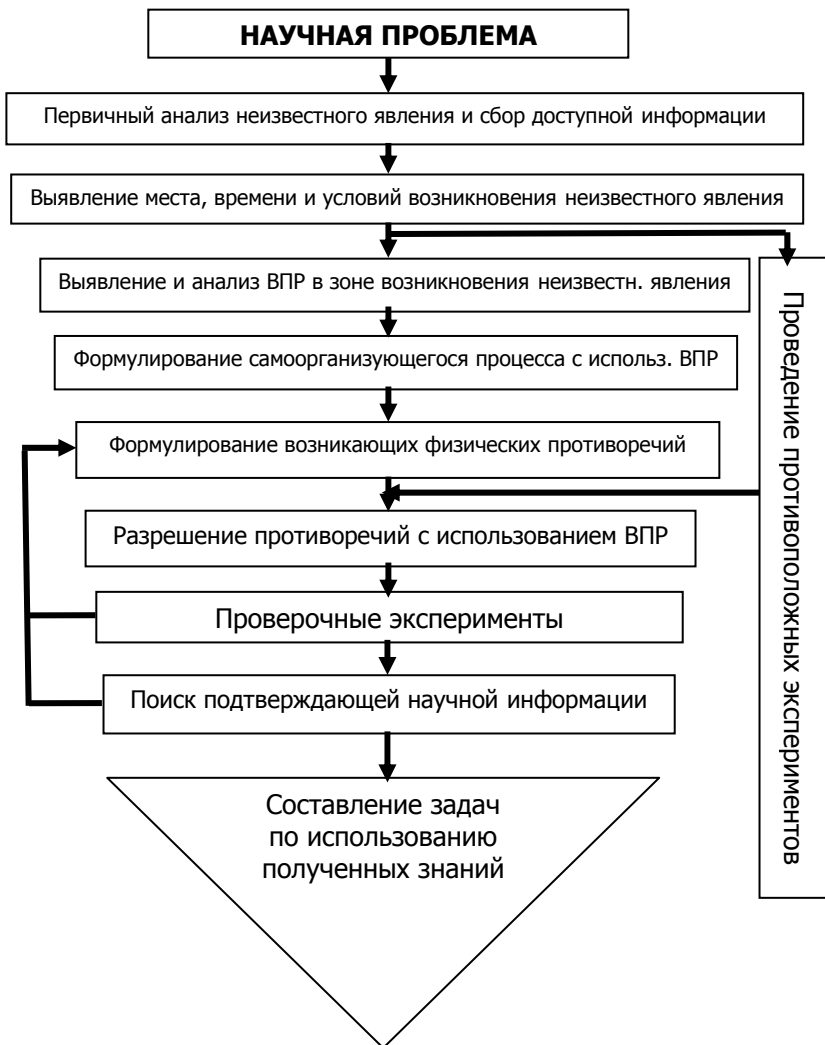 НАУЧНАЯ ПРОБЛЕМА
Первичный анализ неизвестного явления и сбор доступной информации
Выявление места, времени и условий возникновения неизвестного явления
Выявление и анализ ВПР в зоне возникновения неизвестн. явления
Формулирование самоорганизующегося процесса с использ. ВПР
Формулирование возникающих физических противоречий
Разрешение противоречий с использованием ВПР
Проверочные эксперименты
Поиск подтверждающей научной информации
Составление задач
по использованию
полученных знаний
Проведение противоположных экспериментов